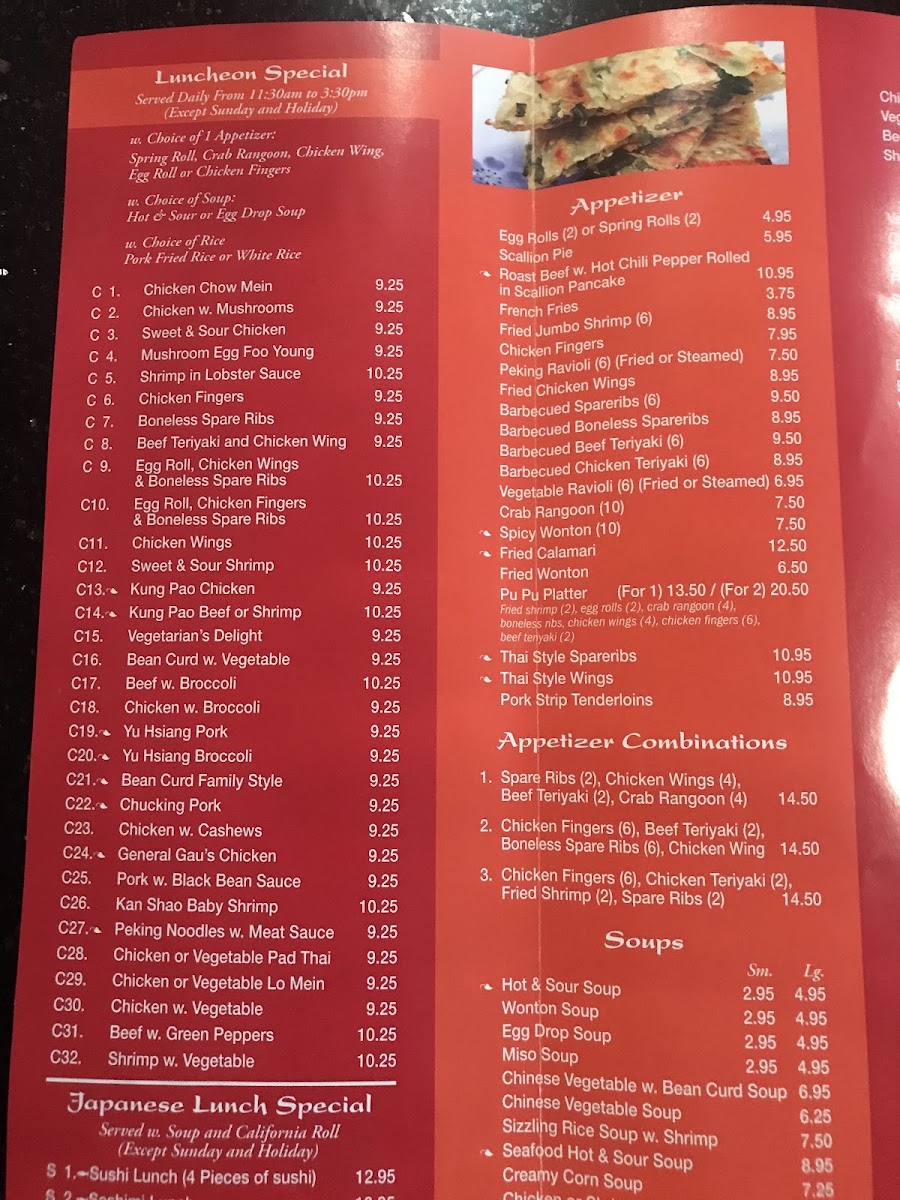 Luncheon Special
Served Daily From 11:30am to 3:30pm
(Except Sunday and Holiday)
w. Choice of 1 Appetizer:
Spring Roll, Crab Rangoon, Chicken Wing,
Egg Roll or Chicken Fingers
w. Choice of Soup:
Hot & Sour or Egg Drop Soup
w. Choice of Rice
Pork Fried Rice or White Rice
C 1. Chicken Chow Mein 9.25
C 2. Chicken w. Mushrooms 9.25
C 3. Sweet & Sour Chicken 9.25
C 4. Mushroom Egg Foo Young 9.25
C 5. Shrimp in Lobster Sauce 10.25
C 6. Chicken Fingers 9.25
C 7. Boneless Spare Ribs 9.25
C 8. Beef Teriyaki and Chicken Wing 9.25
C 9. Egg Roll, Chicken Wings
& Boneless Spare Ribs 10.25
C10. Egg Roll, Chicken Fingers
& Boneless Spare Ribs 10.25
C11. Chicken Wings 10.25
C12. Sweet & Sour Shrimp 10.25
C13. Kung Pao Chicken 9.25
C14. Kung Pao Beef or Shrimp 10.25
C15. Vegetarian's Delight 9.25
C16. Bean Curd w. Vegetable 9.25
C17. Beef w. Broccoli 10.25
C18. Chicken w. Broccoli 9.25
C19. Yu Hsiang Pork 9.25
C20. Yu Hsiang Broccoli 9.25
C21. Bean Curd Family Style 9.25
C22. Chucking Pork 9.25
C23. Chicken w. Cashews 9.25
C24. General Gau's Chicken 9.25
C25. Pork w. Black Bean Sauce 9.25
C26. Kan Shao Baby Shrimp 10.25
C27. Peking Noodles w. Meat Sauce 9.25
C28. Chicken or Vegetable Pad Thai 9.25
C29. Chicken or Vegetable Lo Mein 9.25
C30. Chicken w. Vegetable 9.25
C31. Beef w. Green Peppers 10.25
C32. Shrimp w. Vegetable 10.25
Japanese Lunch Special
Served w. Soup and California Roll
(Except Sunday and Holiday)
S 1. Sushi Lunch (4 Pieces of sushi) 12.95
Appetizer
Egg Rolls (2) or Spring Rolls (2) 4.95
Scallion Pie 5.95
Roast Beef w. Hot Chili Pepper Rolled
in Scallion Pancake 10.95
French Fries 3.75
Fried Jumbo Shrimp (6) 8.95
Chicken Fingers 7.95
Peking Ravioli (6) (Fried or Steamed) 7.50
Fried Chicken Wings 8.95
Barbecued Spareribs (6) 9.50
Barbecued Boneless Spareribs 8.95
Barbecued Beef Teriyaki (6) 9.50
Barbecued Chicken Teriyaki (6) 8.95
Vegetable Ravioli (6) (Fried or Steamed) 6.95
Crab Rangoon (10) 7.50
Spicy Wonton (10) 7.50
Fried Calamari 12.50
Fried Wonton 6.50
Pu Pu Platter (For 1) 13.50 / (For 2) 20.50
Fried shrimp (2), egg rolls (2), crab rangoon (4),
boneless ribs, chicken wings (4), chicken fingers (6),
beef teriyaki (2)
Thai Style Spareribs 10.95
Thai Style Wings 10.95
Pork Strip Tenderloins 8.95
Appetizer Combinations
1. Spare Ribs (2), Chicken Wings (4),
Beef Teriyaki (2), Crab Rangoon (4) 14.50
2. Chicken Fingers (6), Beef Teriyaki (2),
Boneless Spare Ribs (6), Chicken Wing 14.50
3. Chicken Fingers (6), Chicken Teriyaki (2),
Fried Shrimp (2), Spare Ribs (2) 14.50
Soups
Sm. Lg.
Hot & Sour Soup 2.95 4.95
Wonton Soup 2.95 4.95
Egg Drop Soup 2.95 4.95
Miso Soup 2.95 4.95
Chinese Vegetable w. Bean Curd Soup 6.95
Chinese Vegetable Soup 6.25
Sizzling Rice Soup w. Shrimp 7.50
Seafood Hot & Sour Soup 8.95
Creamy Corn Soup 7.25